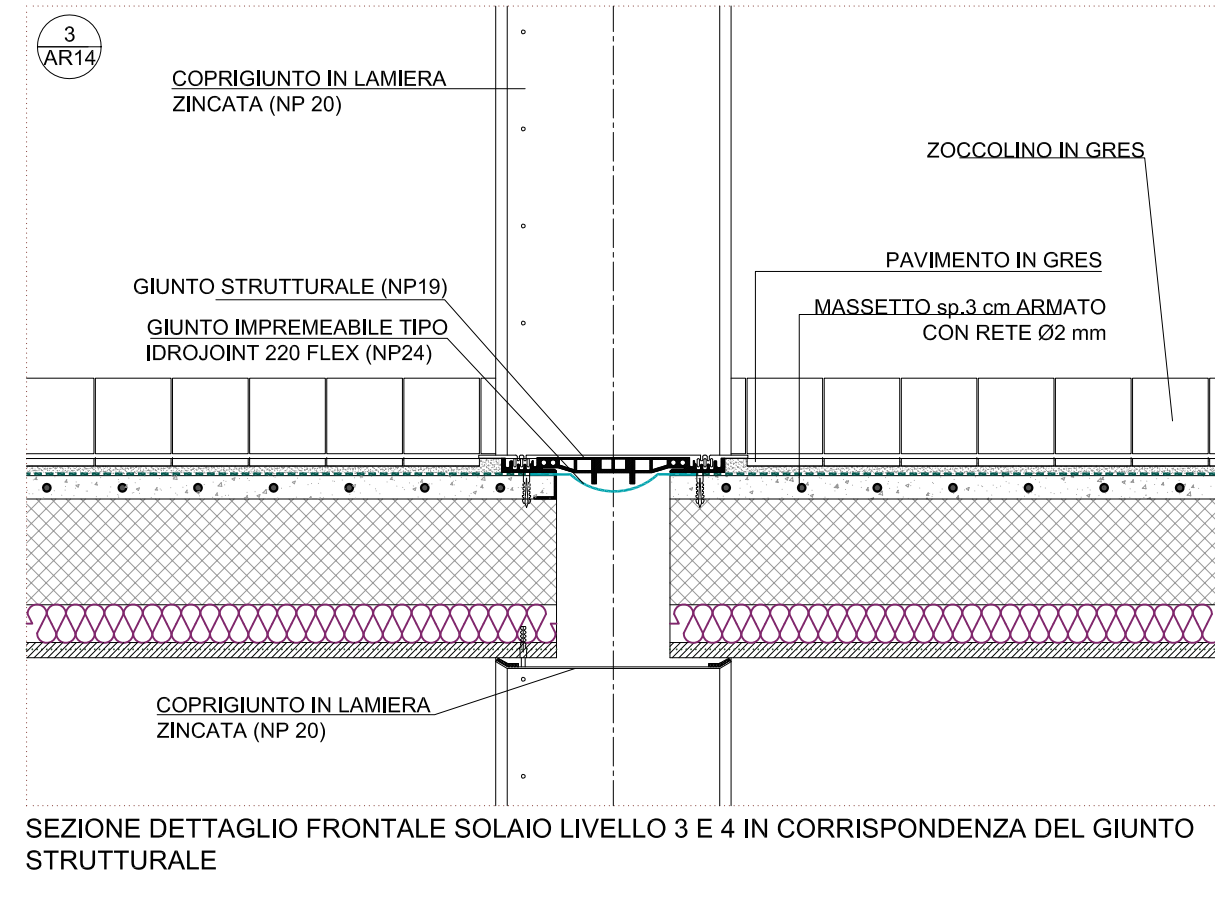 3
AR14
COPRIGIUNTO IN LAMIERA
ZINCATA (NP 20)
ZOCCOLINO IN GRES
PAVIMENTO IN GRES
GIUNTO STRUTTURALE (NP19)
MASSETTO sp.3 cm ARMATO
CON RETE Ø2 mm
GIUNTO IMPREMEABILE TIPO
IDROJOINT 220 FLEX (NP24)
COPRIGIUNTO IN LAMIERA
ZINCATA (NP 20)
SEZIONE DETTAGLIO FRONTALE SOLAIO LIVELLO 3 E 4 IN CORRISPONDENZA DEL GIUNTO
STRUTTURALE